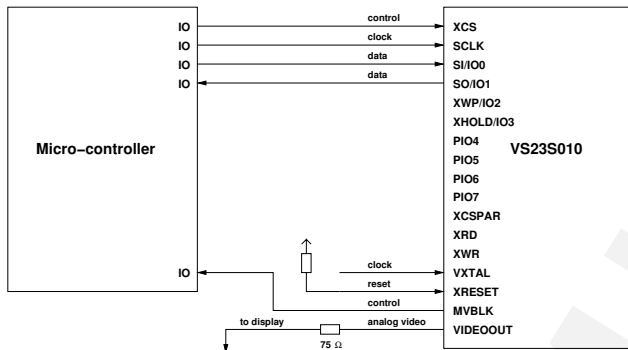 control
IO XCS
clock
IO SCLK
data
IO SI/IO0
data
IO SO/IO1
XWP/IO2
XHOLD/IO3
PIO4
Micro-controller VS23S010
PIO5
PIO6
PIO7
XCSPAR
XRD
XWR
clock
IO VXTAL
reset
XRESET
control
MVBLK
to display analog video
VIDEOOUT
75 Ω